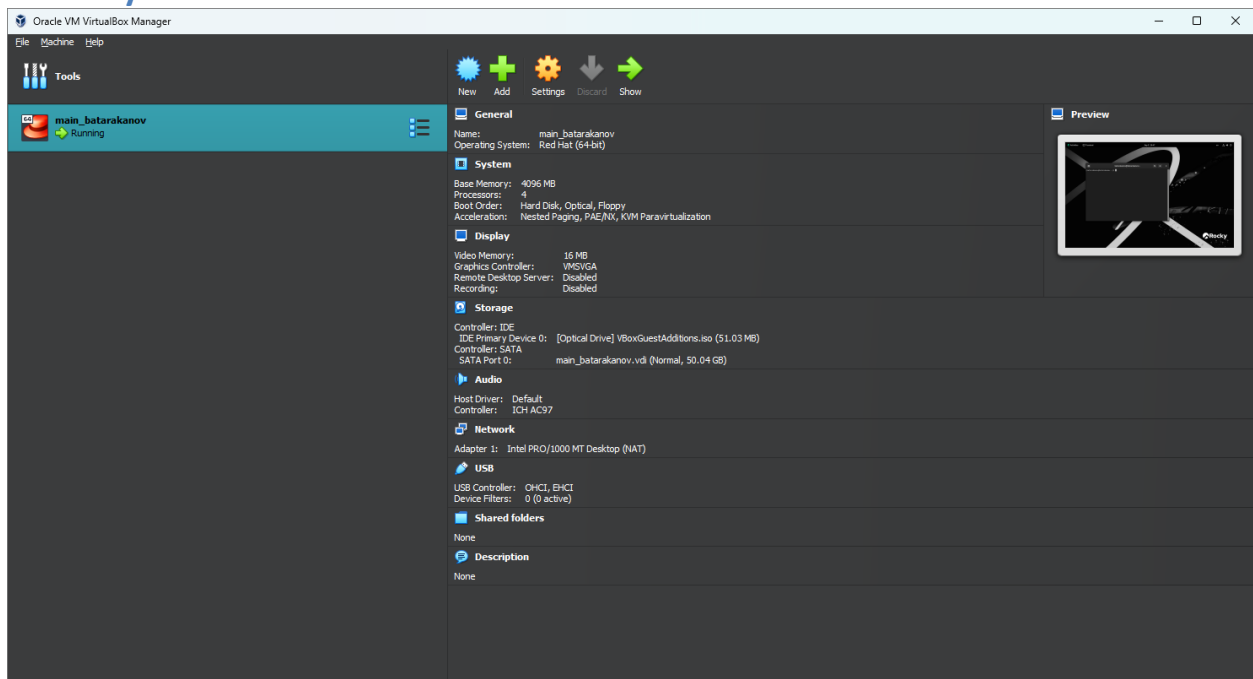 Oracle VM VirtualBox Manager
File Machine Help
Tools
New Add Settings Discard Show
64
main_batarakanov
Running
General
Name: main_batarakanov
Operating System: Red Hat (64-bit)
System
Base Memory: 4096 MB
Processors: 4
Boot Order: Hard Disk, Optical, Floppy
Acceleration: Nested Paging, PAE/NX, KVM Paravirtualization
Display
Video Memory: 16 MB
Graphics Controller: VMSVGA
Remote Desktop Server: Disabled
Recording: Disabled
Preview
Rocky
Storage
Controller: IDE
IDE Primary Device 0: [Optical Drive] VBoxGuestAdditions.iso (51.03 MB)
Controller: SATA
SATA Port 0: main_batarakanov.vdi (Normal, 50.04 GB)
Audio
Host Driver: Default
Controller: ICH AC97
Network
Adapter 1: Intel PRO/1000 MT Desktop (NAT)
USB
USB Controller: OHCI, EHCI
Device Filters: 0 (0 active)
Shared folders
None
Description
None